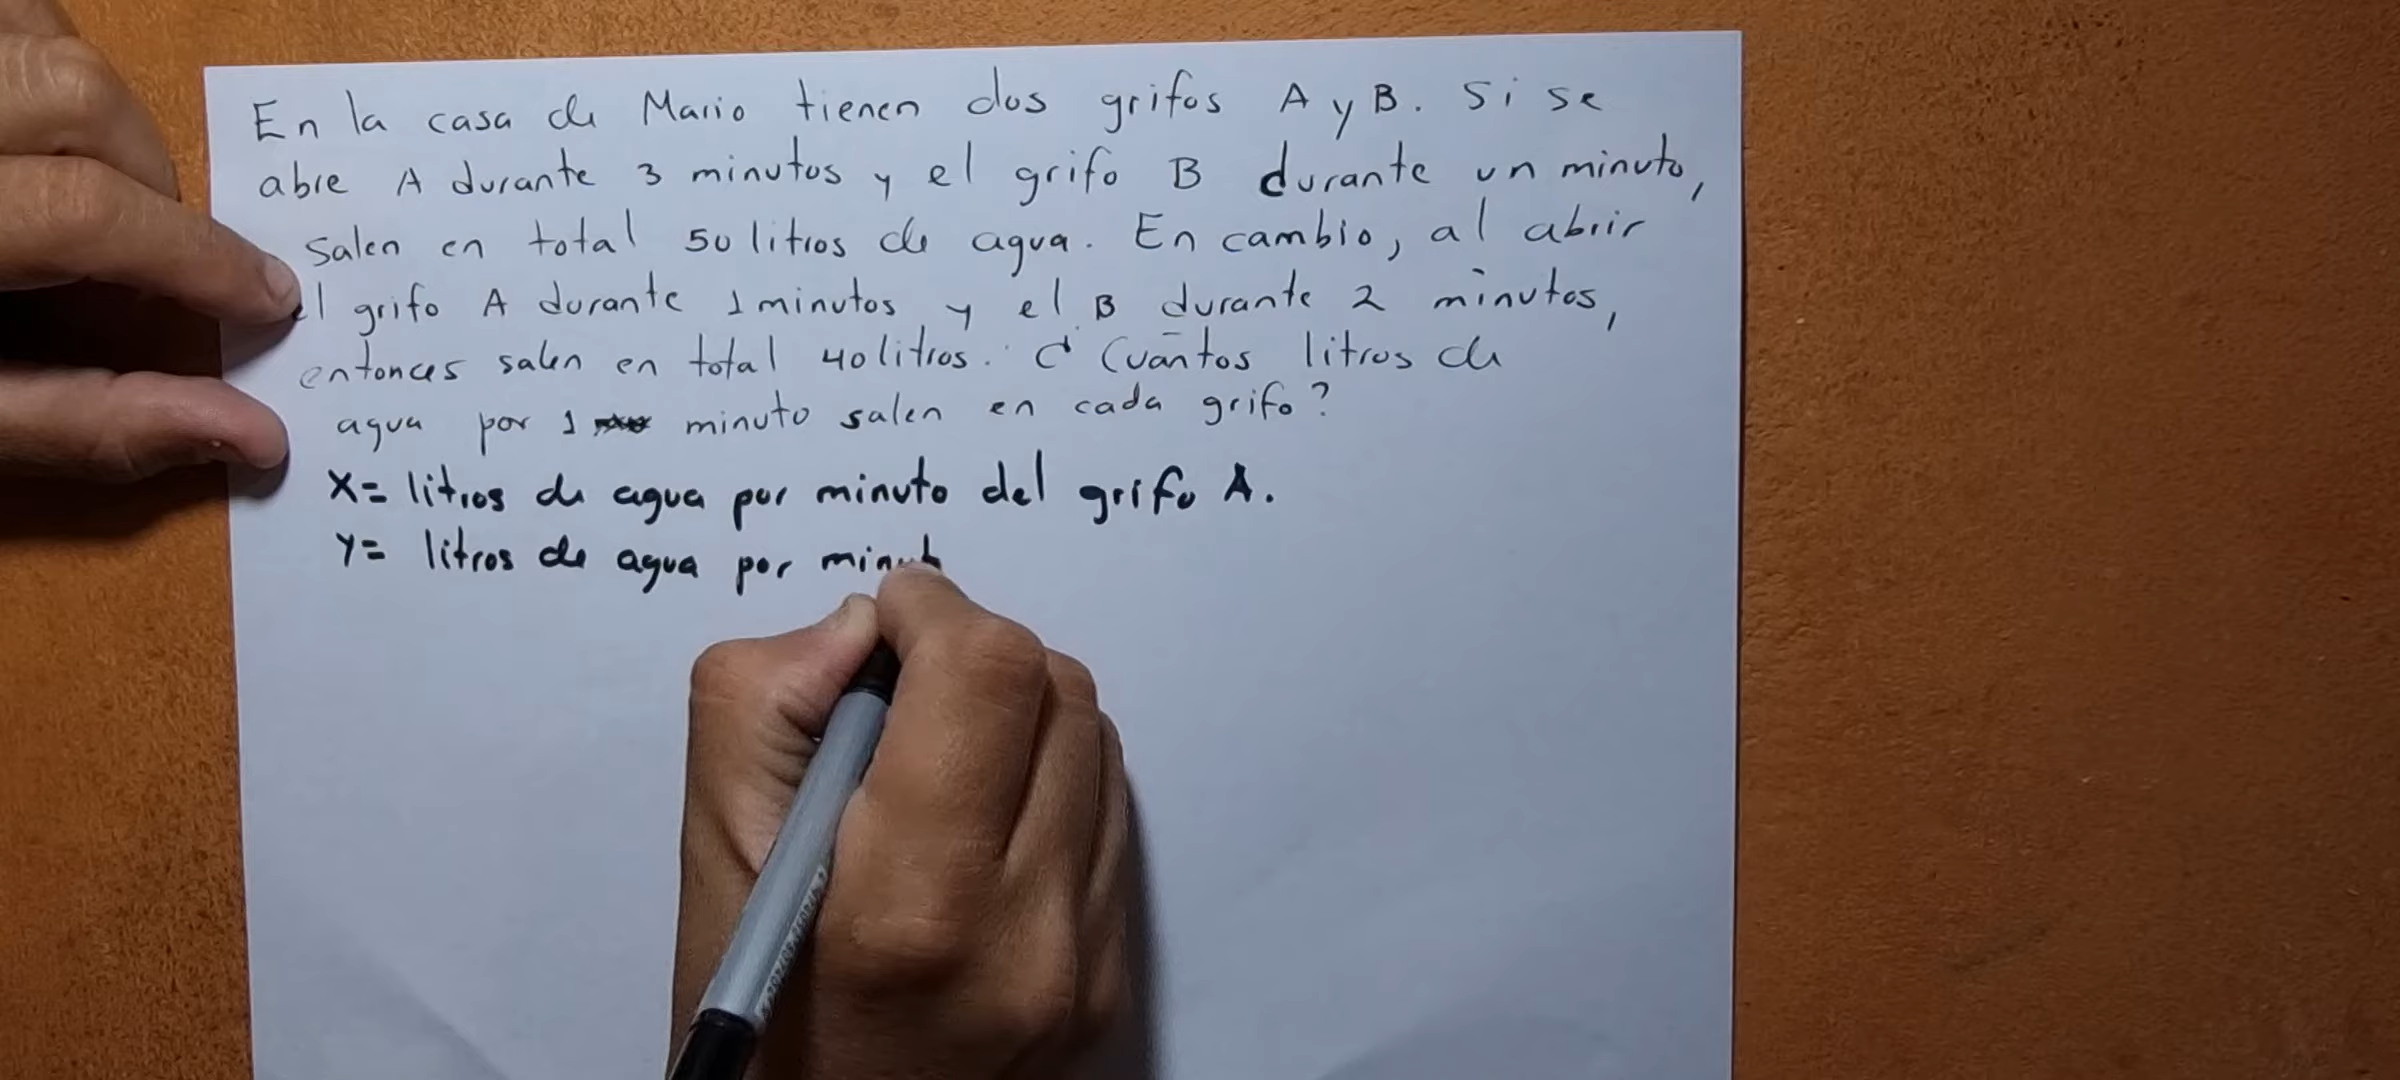 En la casa de Mario tienen dos grifos A y B. Si se
abre A durante 3 minutos y el grifo B durante un minuto,
salen en total 50 litros de agua. En cambio, al abrir
el grifo A durante 1 minutos y el B durante 2 minutos,
entonces salen en total 40 litros. ¿Cuantos litros de
agua por 1 minuto salen en cada grifo?
X= litros de agua por minuto del grifo A.
Y= litros de agua por minut